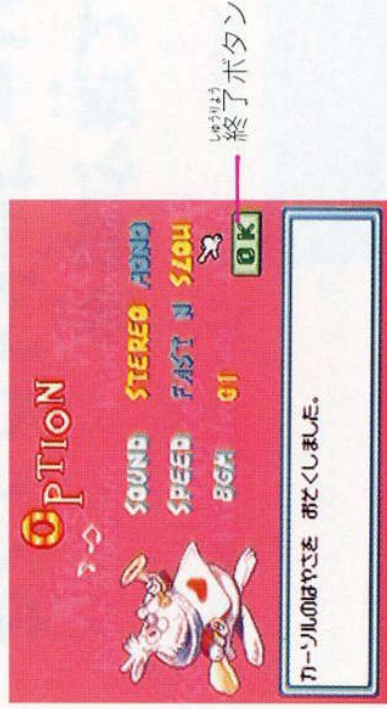 OPTION
SOUND STEREO MONO
SPEED FAST N SLOW
BGM 01
OK
しゅうりょう
終了ボタン
カーソルのはやさを おそくしました。